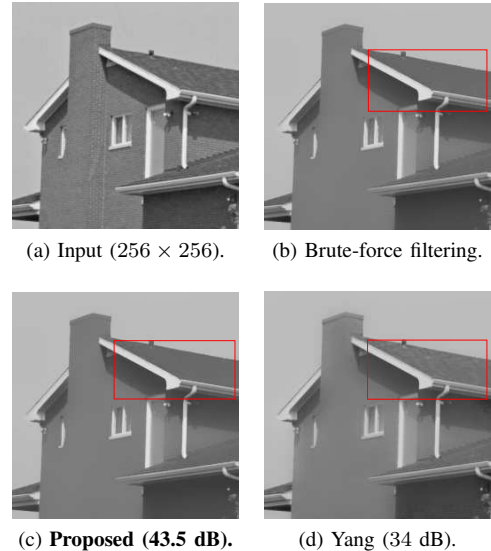 (a) Input (256 × 256).
(b) Brute-force filtering.
(c) Proposed (43.5 dB).
(d) Yang (34 dB).